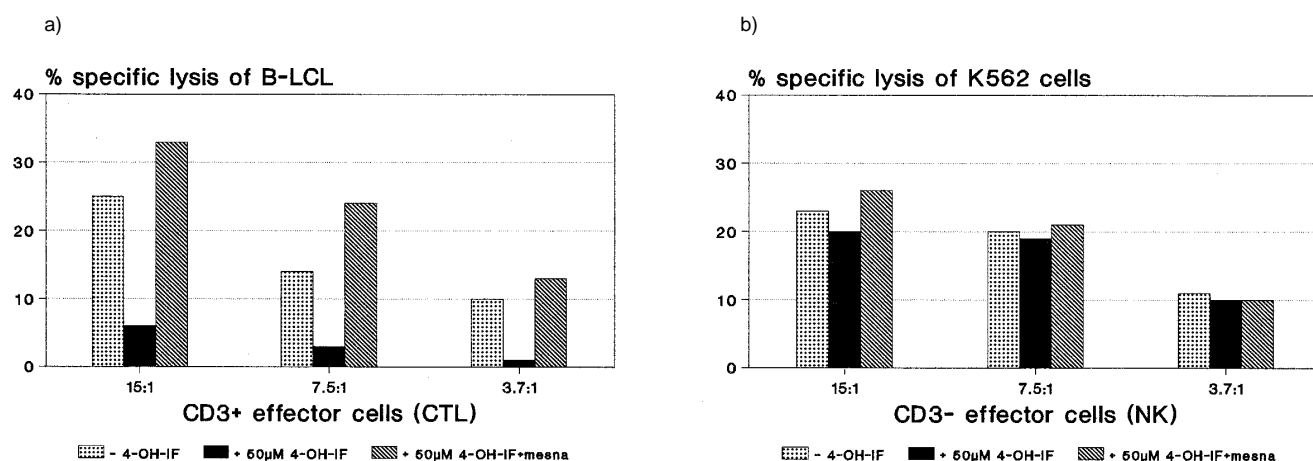 a)
% specific lysis of B-LCL
40
30
20
10
0
15:1
7.5:1
3.7:1
CD3+ effector cells (CTL)
- 4-OH-IF
+ 50µM 4-OH-IF
+ 50µM 4-OH-IF+mesna
b)
% specific lysis of K562 cells
40
30
20
10
0
15:1
7.5:1
3.7:1
CD3- effector cells (NK)
- 4-OH-IF
+ 50µM 4-OH-IF
+ 50µM 4-OH-IF+mesna